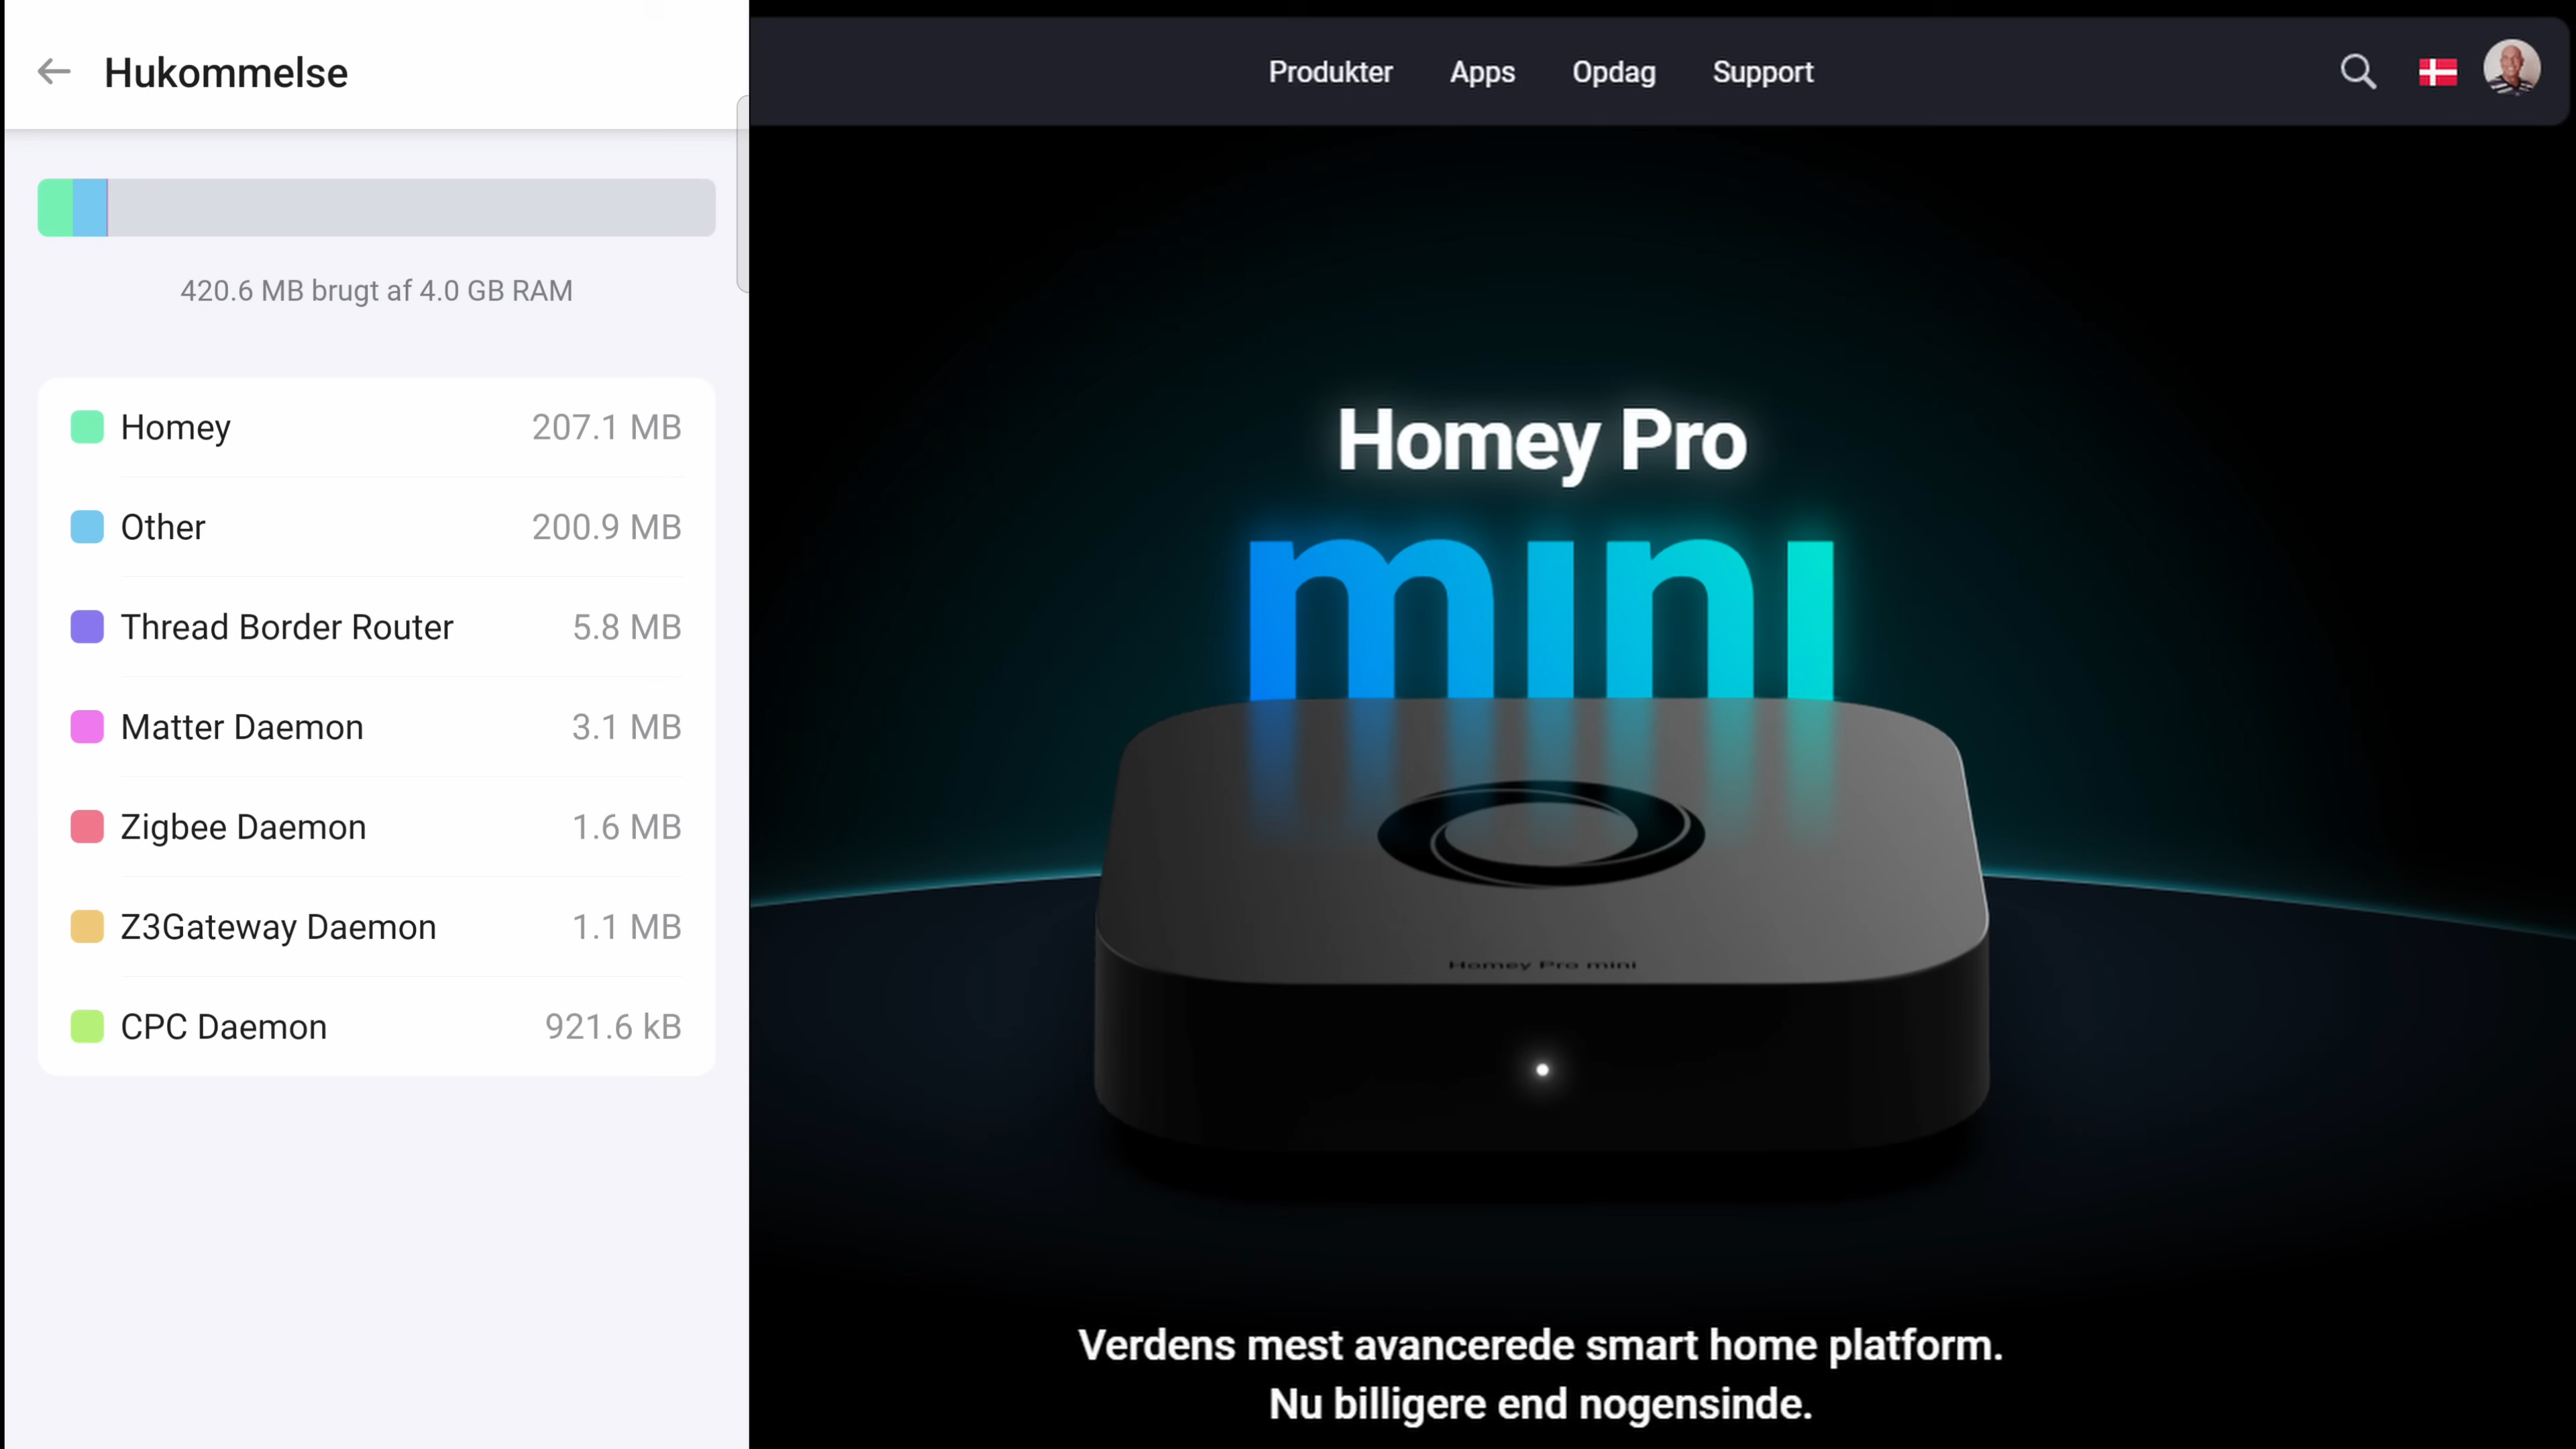 Hukommelse
420.6 MB brugt af 4.0 GB RAM
Homey 207.1 MB
Other 200.9 MB
Thread Border Router 5.8 MB
Matter Daemon 3.1 MB
Zigbee Daemon 1.6 MB
Z3Gateway Daemon 1.1 MB
CPC Daemon 921.6 kB
Produkter Apps Opdag Support
Homey Pro
mini
Homey Pro mini
Verdens mest avancerede smart home platform.
Nu billigere end nogensinde.